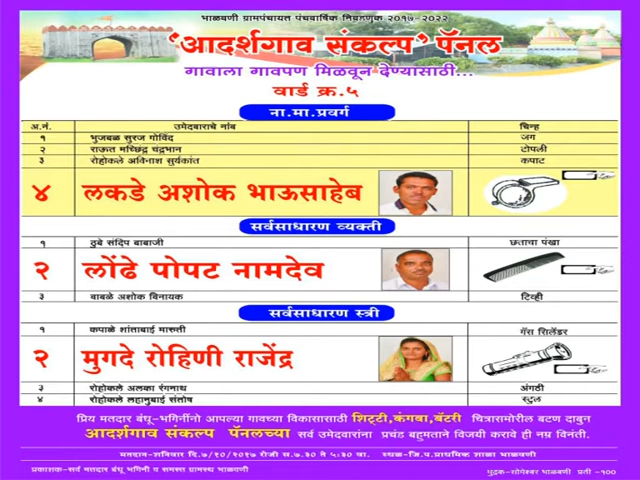 भाळवणी ग्रामपंचायत पंचवार्षिक निवडणूक २०१७-२०२२
'आदर्शगाव संकल्प' पॅनल
गावाला गावपण मिळवून देण्यासाठी...
वार्ड क्र.५
ना.मा.प्रवर्ग
अ.नं. उमेदवाराचे नांव चिन्ह
१ भुजबळ सुरज गोविंद जग
२ राऊत मच्छिंद्र चंद्रभान टोपली
३ रोहोकले अविनाश सुर्यकांत कपाट
४ लकडे अशोक भाऊसाहेब
सर्वसाधारण व्यक्ती
१ ठुबे संदिप बाबाजी छताचा पंखा
२ लोंढे पोपट नामदेव
३ वाबळे अशोक विनायक टिव्ही
सर्वसाधारण स्त्री
१ कपाळे शांताबाई मारुती गॅस सिलेंडर
२ मुगदे रोहिणी राजेंद्र
३ रोहोकले अलका रंगनाथ अंगठी
४ रोहोकले लहानुबाई संतोष स्टुल
प्रिय मतदार बंधू-भगिनींनो आपल्या गावच्या विकासासाठी शिट्टी,कंगवा,बॅटरी चित्रासमोरील बटण दाबुन
आदर्शगाव संकल्प पॅनलच्या सर्व उमेदवारांना प्रचंड बहुमताने विजयी करावे ही नम्र विनंती.
मतदान-शनिवार दि.७/१०/२०१७ रोजी स.७.३० ते ५.३० वा. स्थळ-जि.प.प्राथमिक शाळा भाळवणी
प्रकाशक-सर्व मतदार बंधू भगिनी व समस्त ग्रामस्थ भाळवणी मुद्रक-सोपेश्वर भाळवणी प्रती -१००